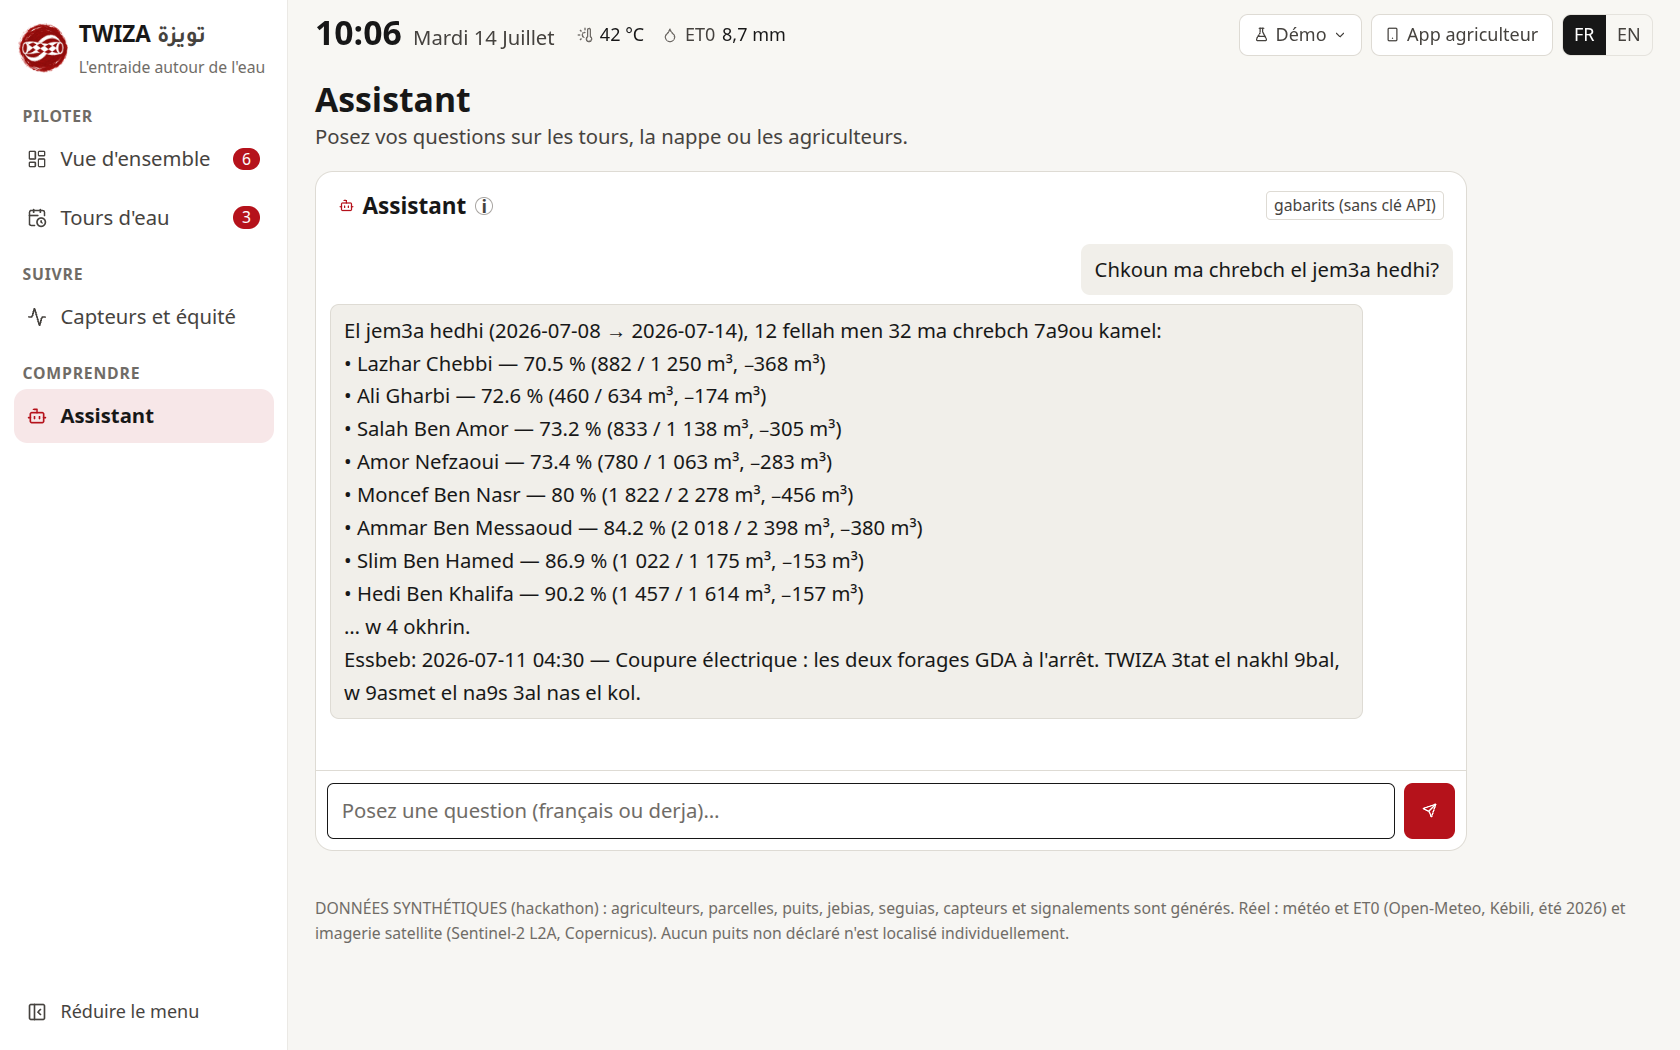 TWIZA تويزة
L'entraide autour de l'eau
PILOTER
Vue d'ensemble 6
Tours d'eau 3
SUIVRE
Capteurs et équité
COMPRENDRE
Assistant
Réduire le menu
10:06 Mardi 14 Juillet 42 °C ET0 8,7 mm
Démo
App agriculteur
FR EN
Assistant
Posez vos questions sur les tours, la nappe ou les agriculteurs.
Assistant
gabarits (sans clé API)
Chkoun ma chrebch el jem3a hedhi?
El jem3a hedhi (2026-07-08 → 2026-07-14), 12 fellah men 32 ma chrebch 7a9ou kamel:
• Lazhar Chebbi — 70.5 % (882 / 1 250 m³, –368 m³)
• Ali Gharbi — 72.6 % (460 / 634 m³, –174 m³)
• Salah Ben Amor — 73.2 % (833 / 1 138 m³, –305 m³)
• Amor Nefzaoui — 73.4 % (780 / 1 063 m³, –283 m³)
• Moncef Ben Nasr — 80 % (1 822 / 2 278 m³, –456 m³)
• Ammar Ben Messaoud — 84.2 % (2 018 / 2 398 m³, –380 m³)
• Slim Ben Hamed — 86.9 % (1 022 / 1 175 m³, –153 m³)
• Hedi Ben Khalifa — 90.2 % (1 457 / 1 614 m³, –157 m³)
... w 4 okhrin.
Essbeb: 2026-07-11 04:30 — Coupure électrique : les deux forages GDA à l'arrêt. TWIZA 3tat el nakhl 9bal,
w 9asmet el na9s 3al nas el kol.
Posez une question (français ou derja)...
DONNÉES SYNTHÉTIQUES (hackathon) : agriculteurs, parcelles, puits, jebias, seguias, capteurs et signalements sont générés. Réel : météo et ET0 (Open-Meteo, Kébili, été 2026) et
imagerie satellite (Sentinel-2 L2A, Copernicus). Aucun puits non déclaré n'est localisé individuellement.